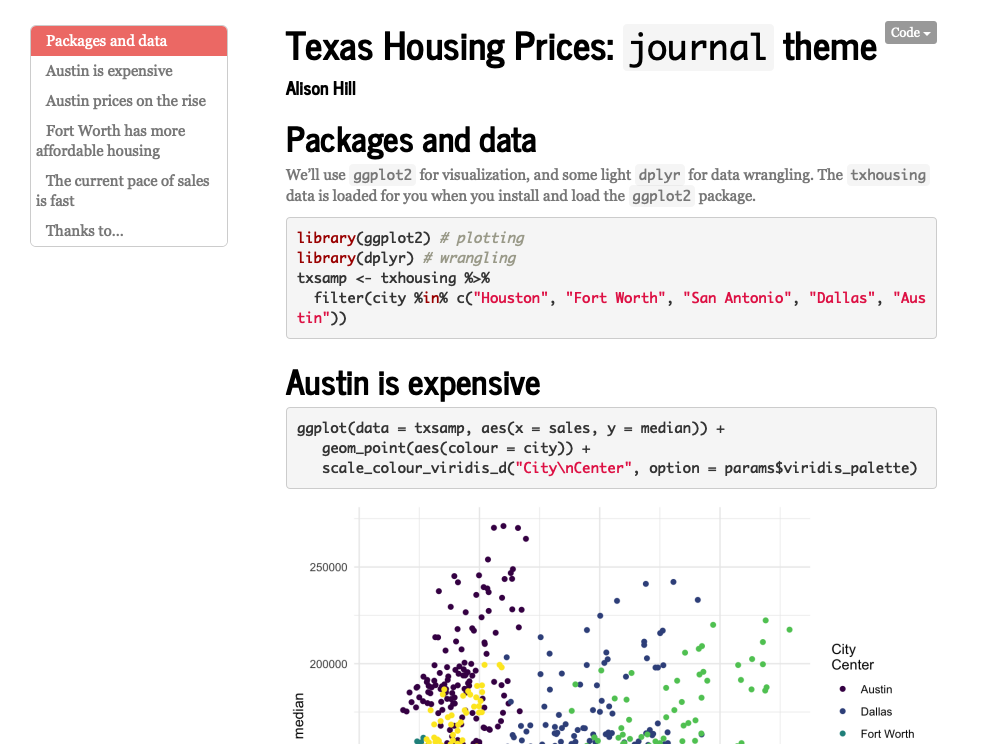 Packages and data
Austin is expensive
Austin prices on the rise
Fort Worth has more
affordable housing
The current pace of sales
is fast
Thanks to...
Texas Housing Prices: journal theme
Code
Alison Hill
Packages and data
We'll use ggplot2 for visualization, and some light dplyr for data wrangling. The txhousing
data is loaded for you when you install and load the ggplot2 package.
library(ggplot2) # plotting
library(dplyr) # wrangling
txsamp <- txhousing %>%
  filter(city %in% c("Houston", "Fort Worth", "San Antonio", "Dallas", "Aus
tin"))
Austin is expensive
ggplot(data = txsamp, aes(x = sales, y = median)) +
   geom_point(aes(colour = city)) +
   scale_colour_viridis_d("City\nCenter", option = params$viridis_palette)
250000
200000
median
City
Center
Austin
Dallas
Fort Worth